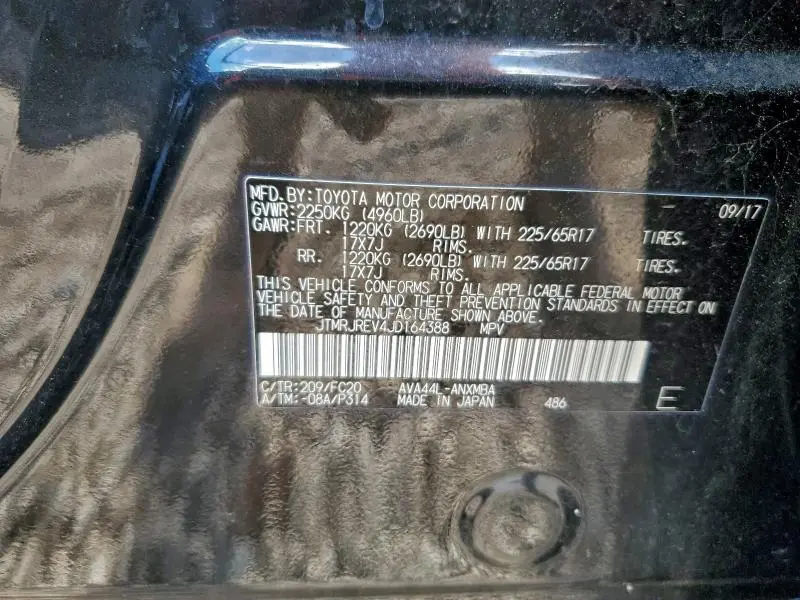 MFD. BY: TOYOTA MOTOR CORPORATION 09/17
GVWR: 2250KG (4960LB)
GAWR: FRT. 1220KG (2690LB) WITH 225/65R17 TIRES.
17X7J RIMS.
RR. 1220KG (2690LB) WITH 225/65R17 TIRES.
17X7J RIMS.
THIS VEHICLE CONFORMS TO ALL APPLICABLE FEDERAL MOTOR
VEHICLE SAFETY AND THEFT PREVENTION STANDARDS IN EFFECT ON
THE DATE OF MANUFACTURE SHOWN ABOVE.
JTMRJREV4JD164388 MPV
C/TR: 209/FC20 AVA44L-ANXMBA
A/TM: -08A/P314 MADE IN JAPAN 486 E